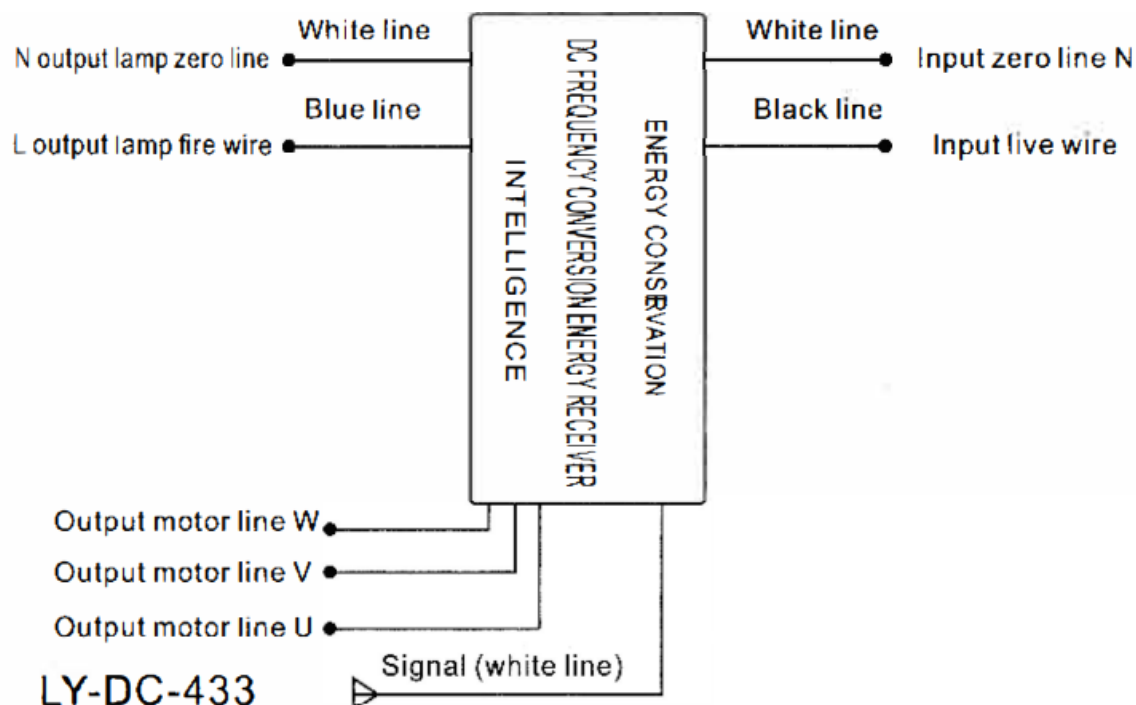 White line
N output lamp zero line
Blue line
L output lamp fire wire
INTELLIGENCE
DC FREQUENCY CONVERSION ENERGY RECEIVER
ENERGY CONSERVATION
White line
Input zero line N
Black line
Input live wire
Output motor line W
Output motor line V
Output motor line U
Signal (white line)
LY-DC-433